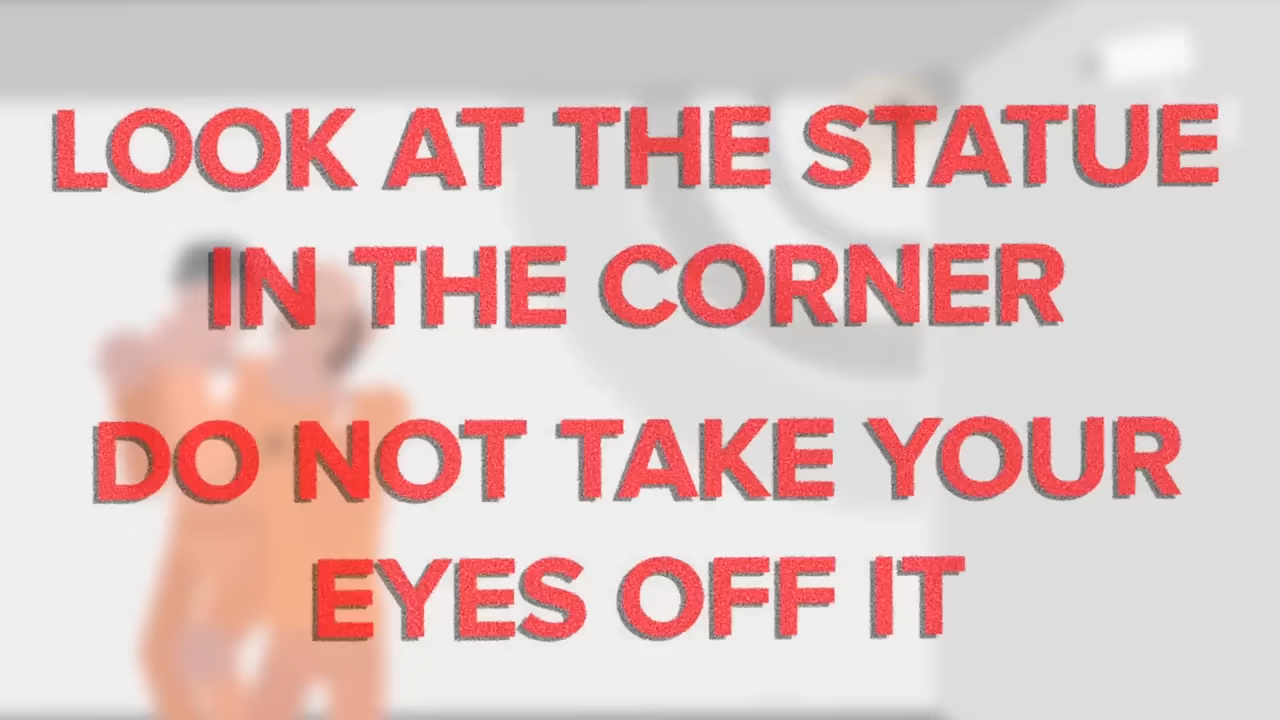 LOOK AT THE STATUE
IN THE CORNER
DO NOT TAKE YOUR
EYES OFF IT